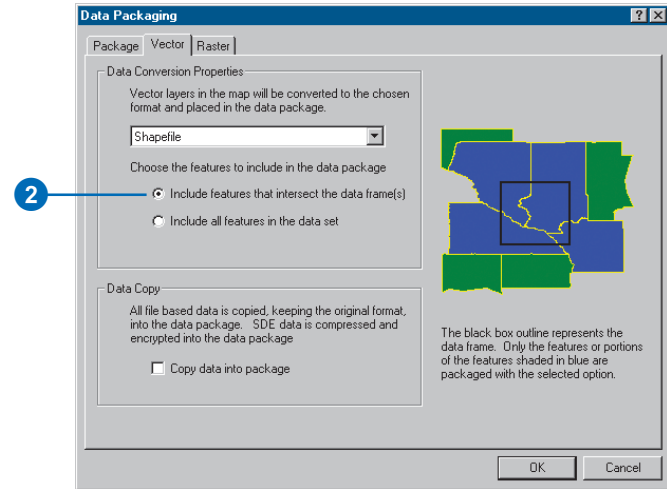 Data Packaging
Package Vector Raster
Data Conversion Properties
Vector layers in the map will be converted to the chosen
format and placed in the data package.
Shapefile
Choose the features to include in the data package
2
Include features that intersect the data frame(s)
Include all features in the data set
Data Copy
All file based data is copied, keeping the original format,
into the data package. SDE data is compressed and
encrypted into the data package
Copy data into package
The black box outline represents the
data frame. Only the features or portions
of the features shaded in blue are
packaged with the selected option.
OK Cancel